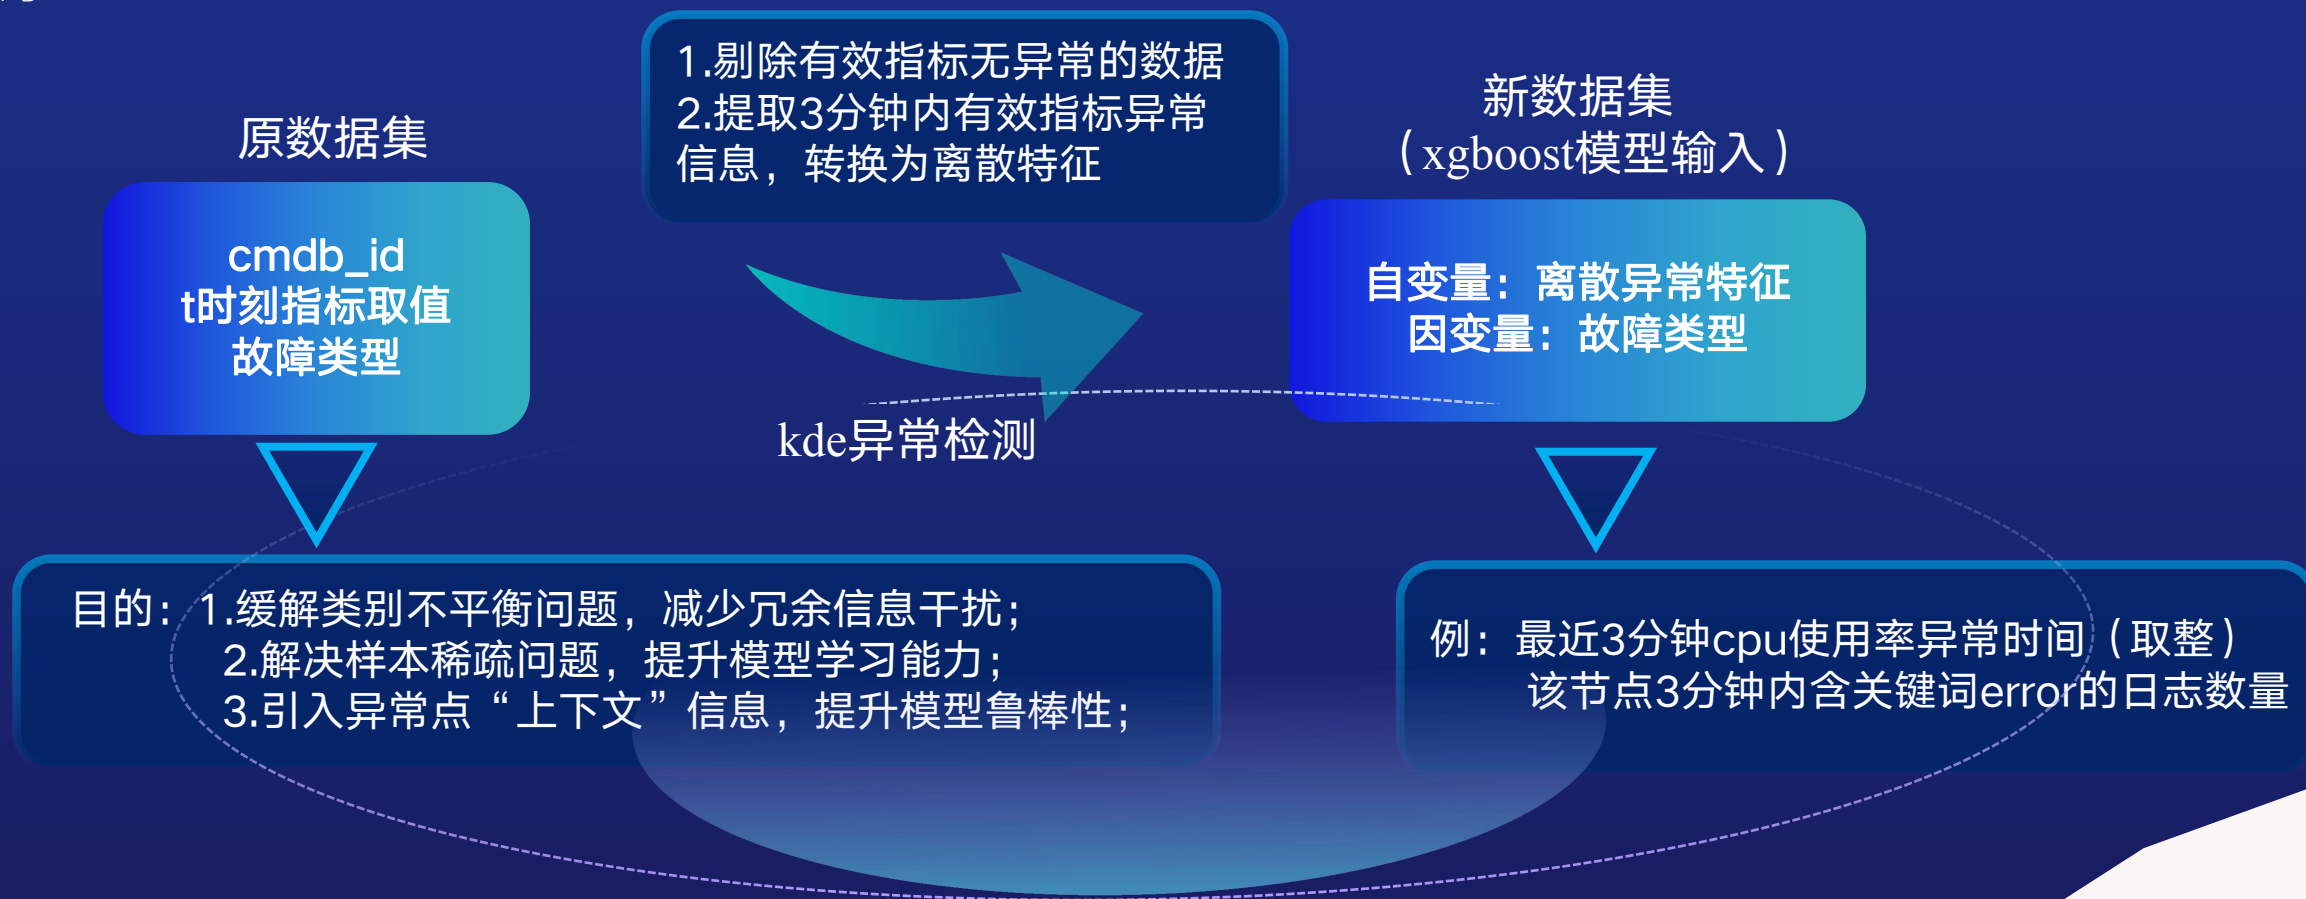 1.剔除有效指标无异常的数据
2.提取3分钟内有效指标异常
信息，转换为离散特征
原数据集
新数据集
（xgboost模型输入）
cmdb_id
t时刻指标取值
故障类型
自变量：离散异常特征
因变量：故障类型
kde异常检测
目的：1.缓解类别不平衡问题，减少冗余信息干扰；
2.解决样本稀疏问题，提升模型学习能力；
3.引入异常点“上下文”信息，提升模型鲁棒性；
例：最近3分钟cpu使用率异常时间（取整）
该节点3分钟内含关键词error的日志数量